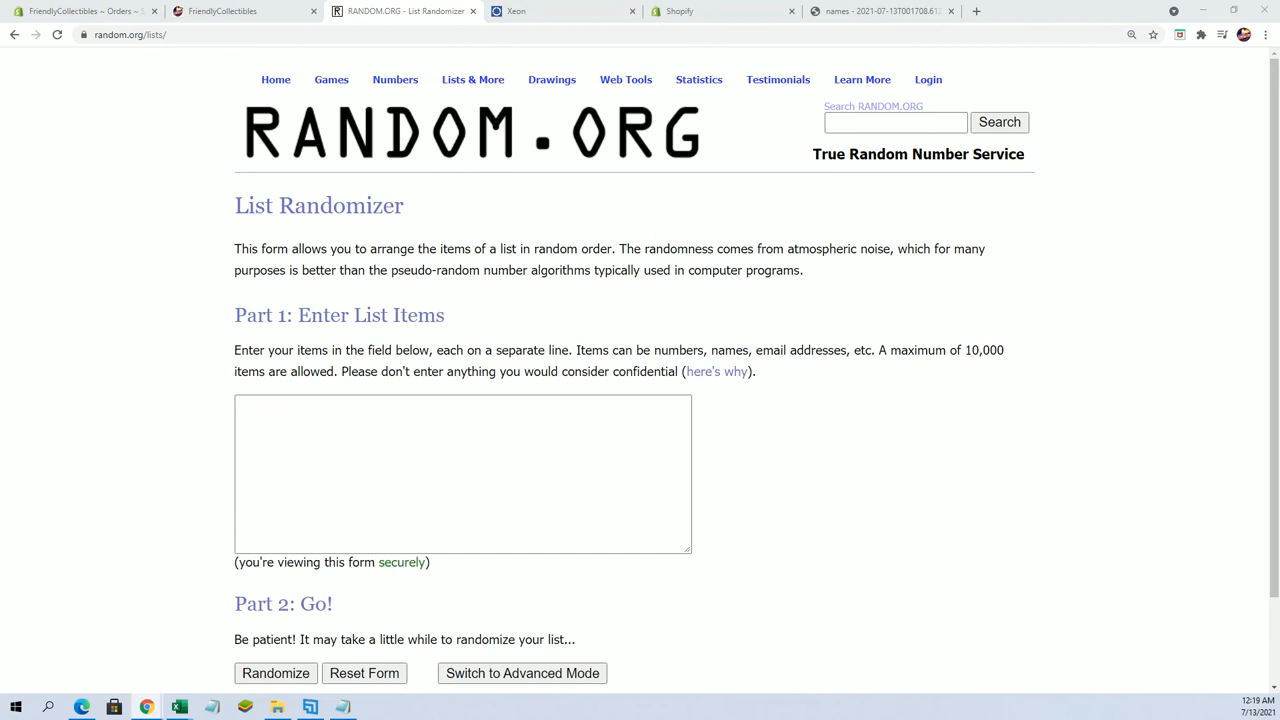 FriendlyCollectibles ~ Orders ~ S
FriendlyCollectibles
RANDOM.ORG - List Randomizer
Xeon
Shopify
names - 2021-07-13T001708.612
random.org/lists/
Home Games Numbers Lists & More Drawings Web Tools Statistics Testimonials Learn More Login
RANDOM.ORG
Search RANDOM.ORG
Search
True Random Number Service
List Randomizer
This form allows you to arrange the items of a list in random order. The randomness comes from atmospheric noise, which for many
purposes is better than the pseudo-random number algorithms typically used in computer programs.
Part 1: Enter List Items
Enter your items in the field below, each on a separate line. Items can be numbers, names, email addresses, etc. A maximum of 10,000
items are allowed. Please don't enter anything you would consider confidential (here's why).
(you're viewing this form securely)
Part 2: Go!
Be patient! It may take a little while to randomize your list...
Randomize Reset Form Switch to Advanced Mode
12:19 AM
7/13/2021